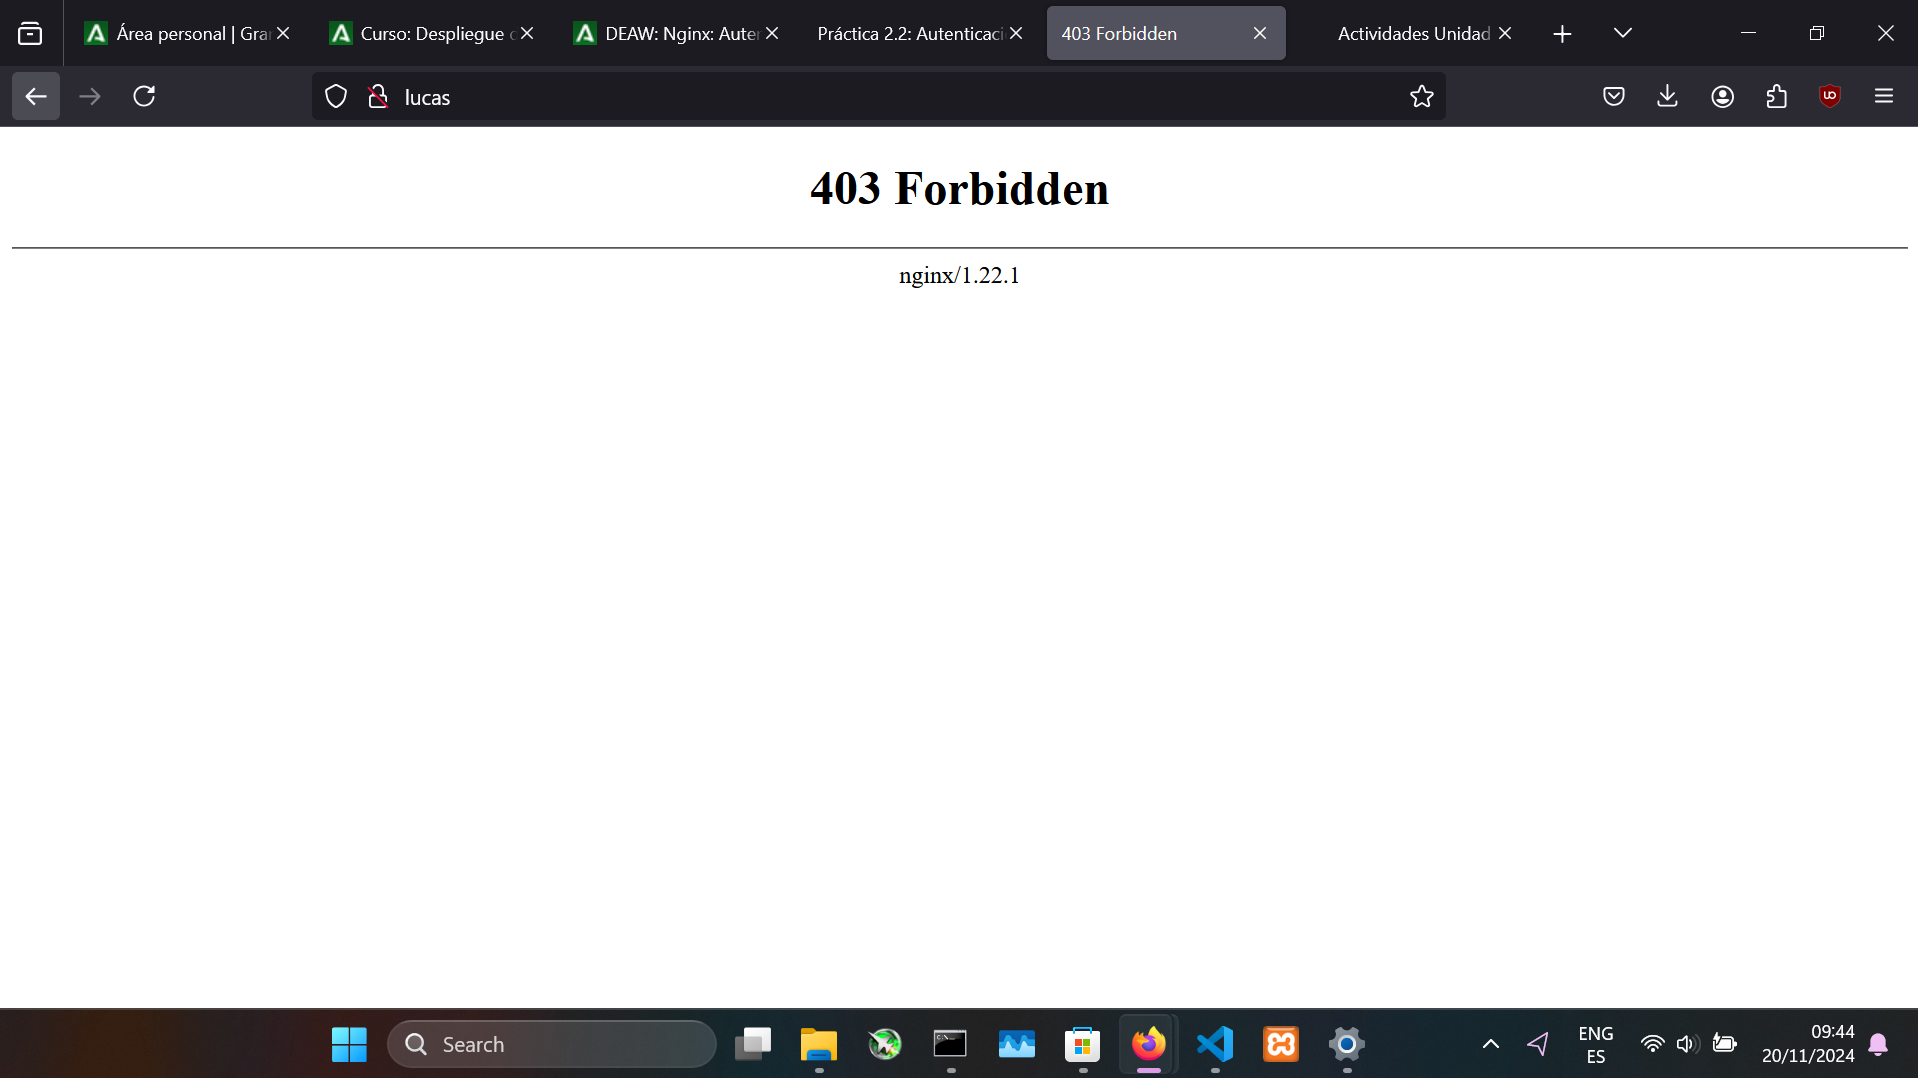 Área personal | Gra
Curso: Despliegue
DEAW: Nginx: Aute
Práctica 2.2: Autenticaci
403 Forbidden
Actividades Unidad
lucas
403 Forbidden
nginx/1.22.1
Search
ENG
ES
09:44
20/11/2024